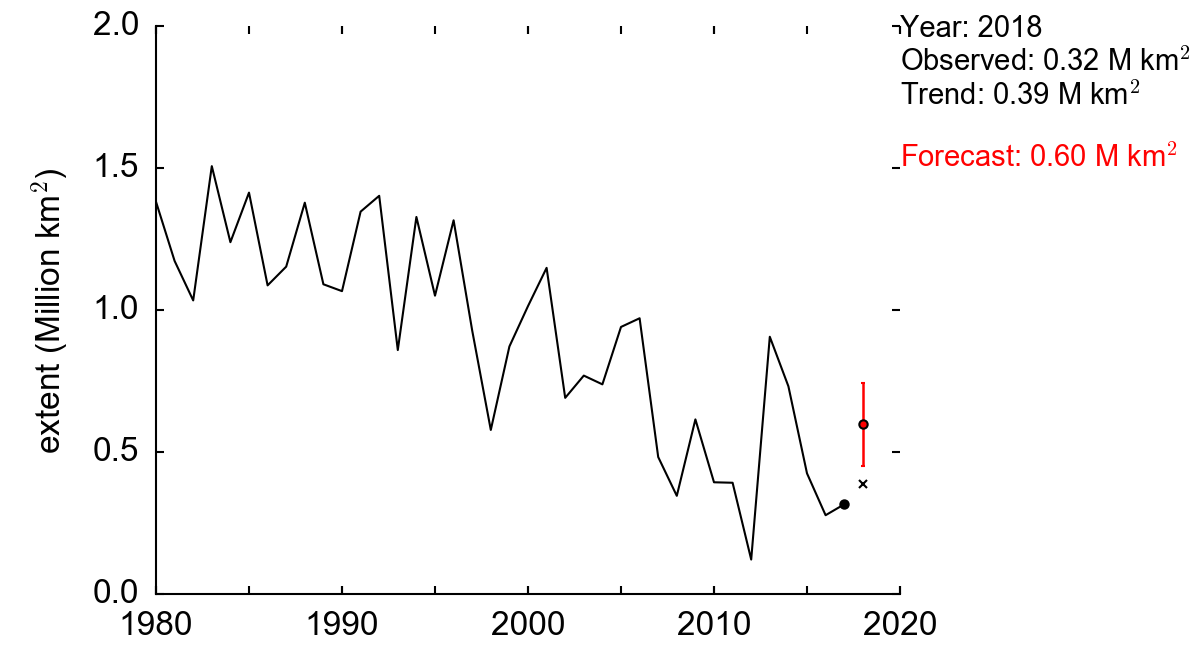 2.0
1.5
1.0
0.5
0.0
extent (Million km²)
1980 1990 2000 2010 2020
Year: 2018
Observed: 0.32 M km²
Trend: 0.39 M km²
Forecast: 0.60 M km²